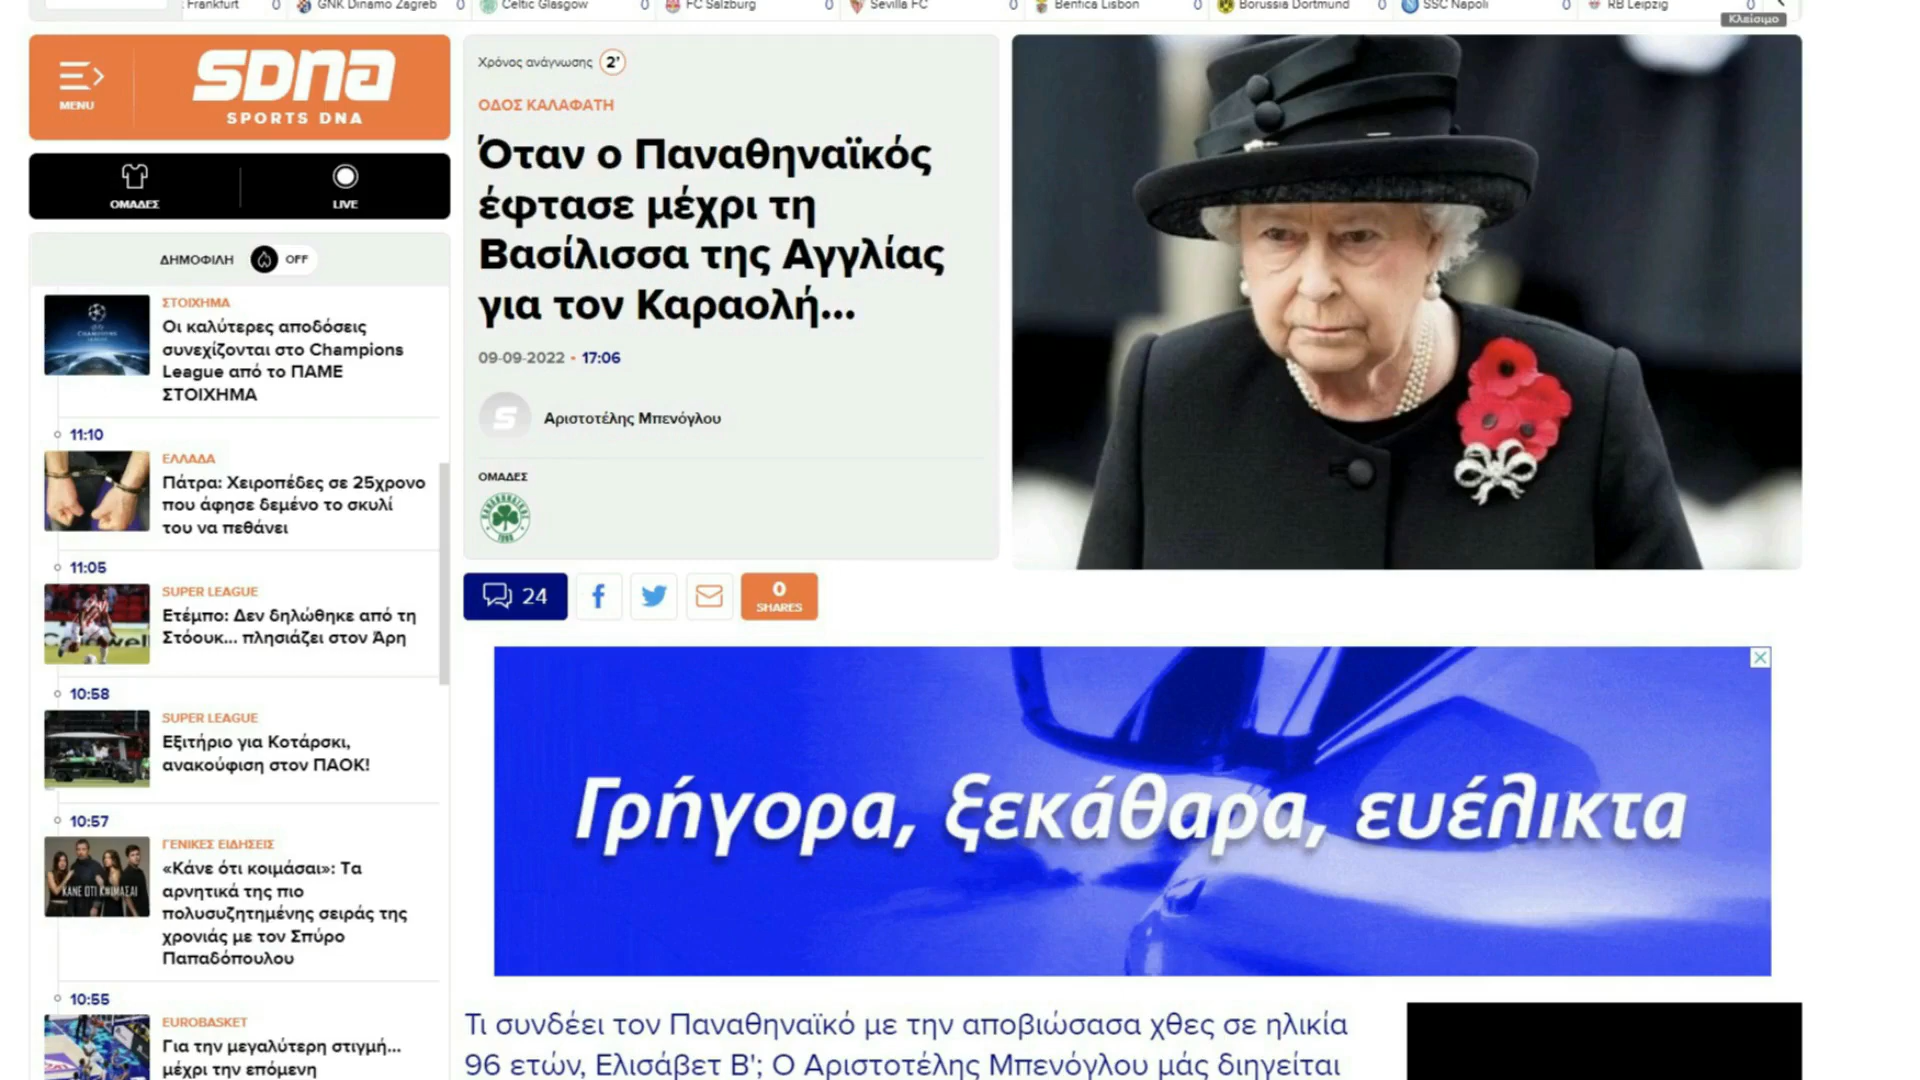 Frankfurt 0 GNK Dinamo Zagreb 0 Celtic Glasgow 0 FC Salzburg 0 Sevilla FC 0 Benfica Lisbon 0 Borussia Dortmund 0 SSC Napoli 0 RB Leipzig 0
Κλείσιμο
MENU
SDNA
SPORTS DNA
ΟΜΑΔΕΣ
LIVE
ΔΗΜΟΦΙΛΗ
OFF
ΣΤΟΙΧΗΜΑ
Οι καλύτερες αποδόσεις
συνεχίζονται στο Champions
League από το ΠΑΜΕ
ΣΤΟΙΧΗΜΑ
11:10
ΕΛΛΑΔΑ
Πάτρα: Χειροπέδες σε 25χρονο
που άφησε δεμένο το σκυλί
του να πεθάνει
11:05
SUPER LEAGUE
Ετέμπο: Δεν δηλώθηκε από τη
Στόουκ... πλησιάζει στον Άρη
10:58
SUPER LEAGUE
Εξιτήριο για Κοτάρσκι,
ανακούφιση στον ΠΑΟΚ!
10:57
ΓΕΝΙΚΕΣ ΕΙΔΗΣΕΙΣ
«Κάνε ότι κοιμάσαι»: Τα
αρνητικά της πιο
πολυσυζητημένης σειράς της
χρονιάς με τον Σπύρο
Παπαδόπουλου
ΚΑΝΕ ΟΤΙ ΚΟΙΜΑΣΑΙ
10:55
EUROBASKET
Για την μεγαλύτερη στιγμή...
μέχρι την επόμενη
Χρόνος ανάγνωσης 2'
ΟΔΟΣ ΚΑΛΑΦΑΤΗ
Όταν ο Παναθηναϊκός
έφτασε μέχρι τη
Βασίλισσα της Αγγλίας
για τον Καραολή...
09-09-2022 • 17:06
Αριστοτέλης Μπενόγλου
ΟΜΑΔΕΣ
24
0
SHARES
Γρήγορα, ξεκάθαρα, ευέλικτα
Τι συνδέει τον Παναθηναϊκό με την αποβιώσασα χθες σε ηλικία
96 ετών, Ελισάβετ Β'; Ο Αριστοτέλης Μπενόγλου μάς διηγείται